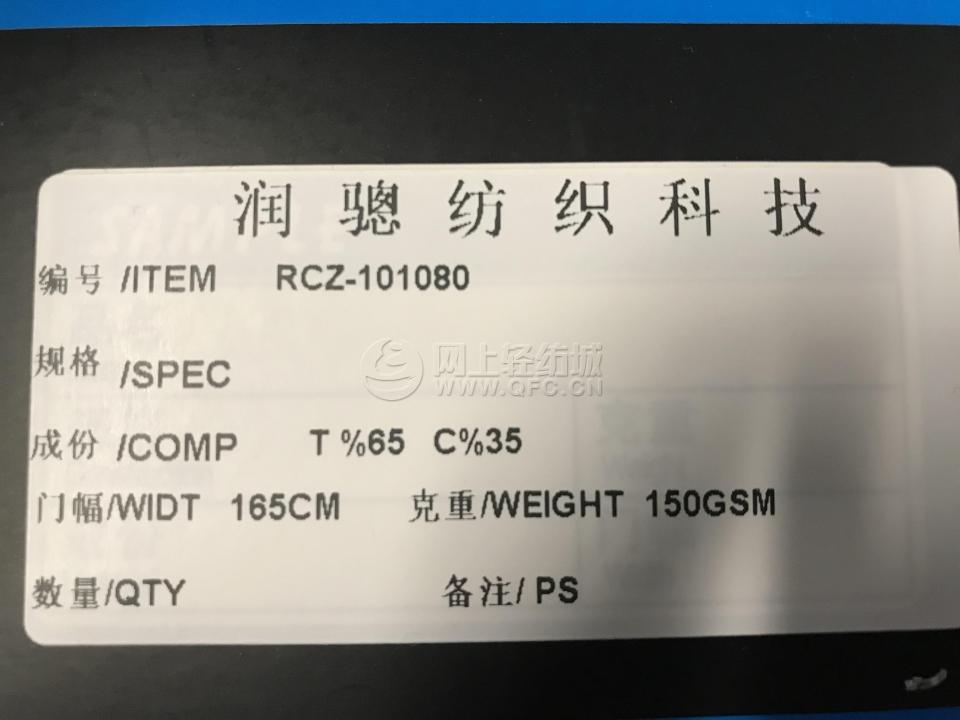 润骢纺织科技
编号/ITEM RCZ-101080
规格/SPEC
网上轻纺城
WWW.QFC.CN
成份/COMP T %65 C%35
门幅/WIDT 165CM 克重/WEIGHT 150GSM
数量/QTY 备注/ PS